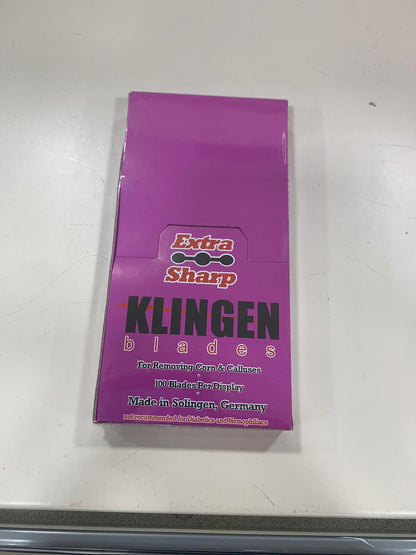 Extra
Sharp
KLINGEN
blades
For Removing Corn & Calluses
100 Blades Per Display
Made in Solingen, Germany
not recommended for Diabetics and Hemophiliacs